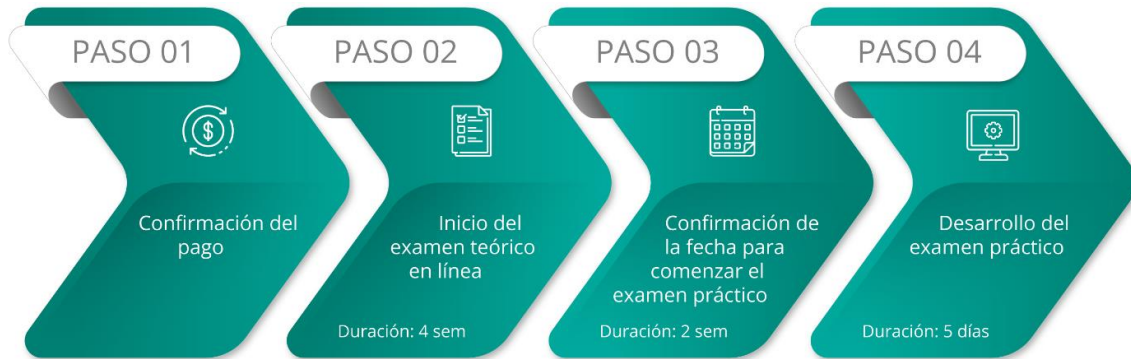 PASO 01
Confirmación del
pago
PASO 02
Inicio del
examen teórico
en línea
Duración: 4 sem
PASO 03
Confirmación de
la fecha para
comenzar el
examen práctico
Duración: 2 sem
PASO 04
Desarrollo del
examen práctico
Duración: 5 días